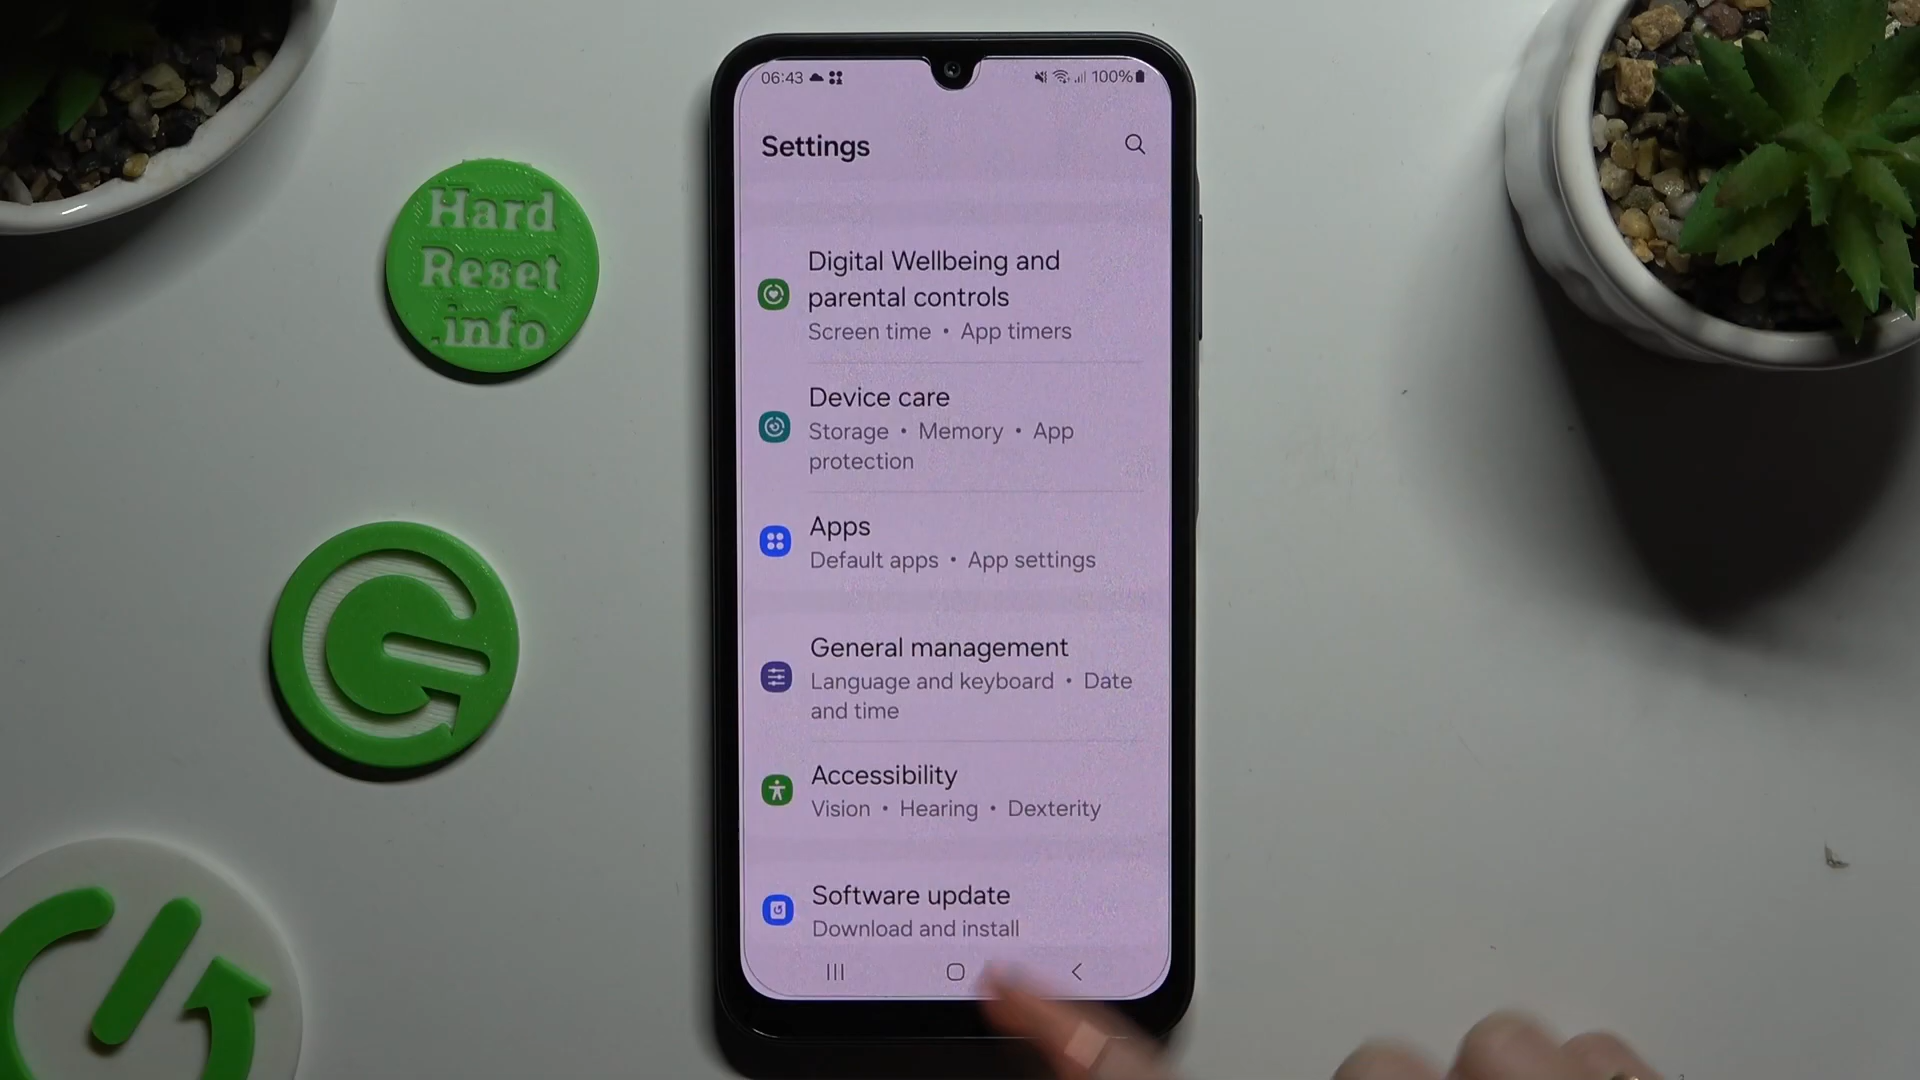 Hard
Reset
.info
06:43
100%
Settings
Digital Wellbeing and
parental controls
Screen time • App timers
Device care
Storage • Memory • App
protection
Apps
Default apps • App settings
General management
Language and keyboard • Date
and time
Accessibility
Vision • Hearing • Dexterity
Software update
Download and install